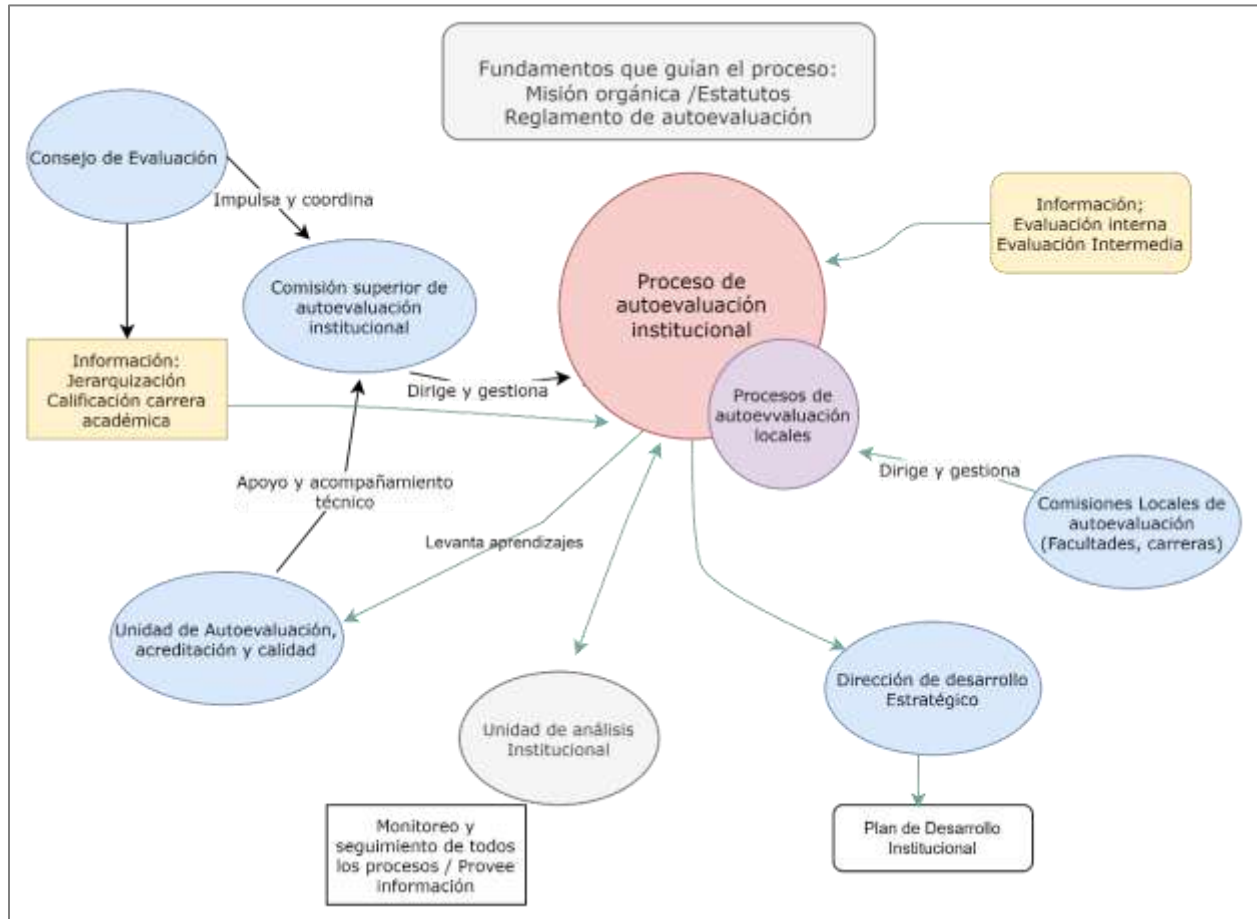 Fundamentos que guían el proceso:
Misión orgánica /Estatutos
Reglamento de autoevaluación
Consejo de Evaluación
Impulsa y coordina
Información;
Evaluación interna
Evaluación Intermedia
Comisión superior de
autoevaluación
institucional
Proceso de
autoevaluación
institucional
Información:
Jerarquización
Calificación carrera
académica
Dirige y gestiona
Procesos de
autoevvaluación
locales
Dirige y gestiona
Comisiones Locales de
autoevaluación
(Facultades, carreras)
Apoyo y acompañamiento
técnico
Levanta aprendizajes
Unidad de Autoevaluación,
acreditación y calidad
Dirección de desarrollo
Estratégico
Unidad de análisis
Institucional
Monitoreo y
seguimiento de todos
los procesos / Provee
información
Plan de Desarrollo
Institucional